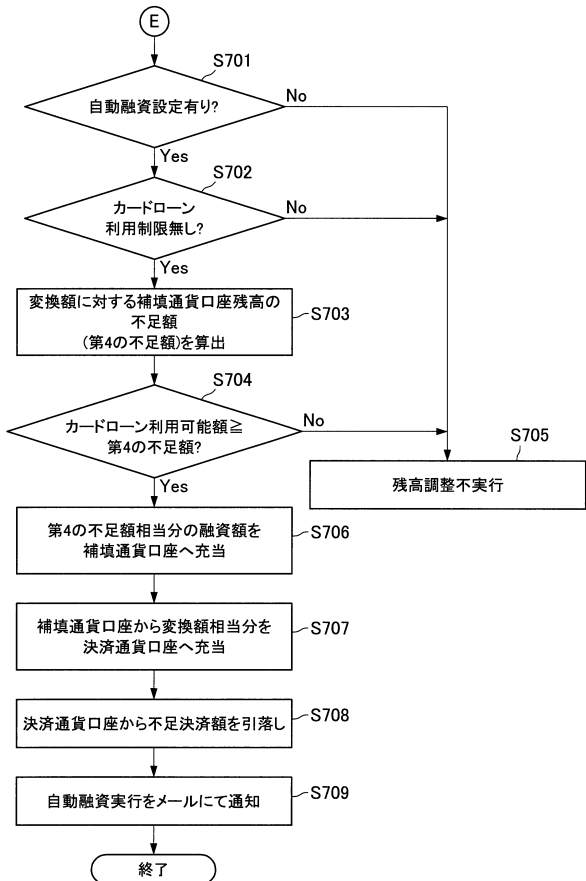 E
S701
自動融資設定有り?
No
Yes
S702
カードローン
利用制限無し?
No
Yes
変換額に対する補填通貨口座残高の
不足額
(第4の不足額)を算出
S703
S704
カードローン利用可能額≧
第4の不足額?
No
Yes
S705
残高調整不実行
第4の不足額相当分の融資額を
補填通貨口座へ充当
S706
補填通貨口座から変換額相当分を
決済通貨口座へ充当
S707
決済通貨口座から不足決済額を引落し
S708
自動融資実行をメールにて通知
S709
終了